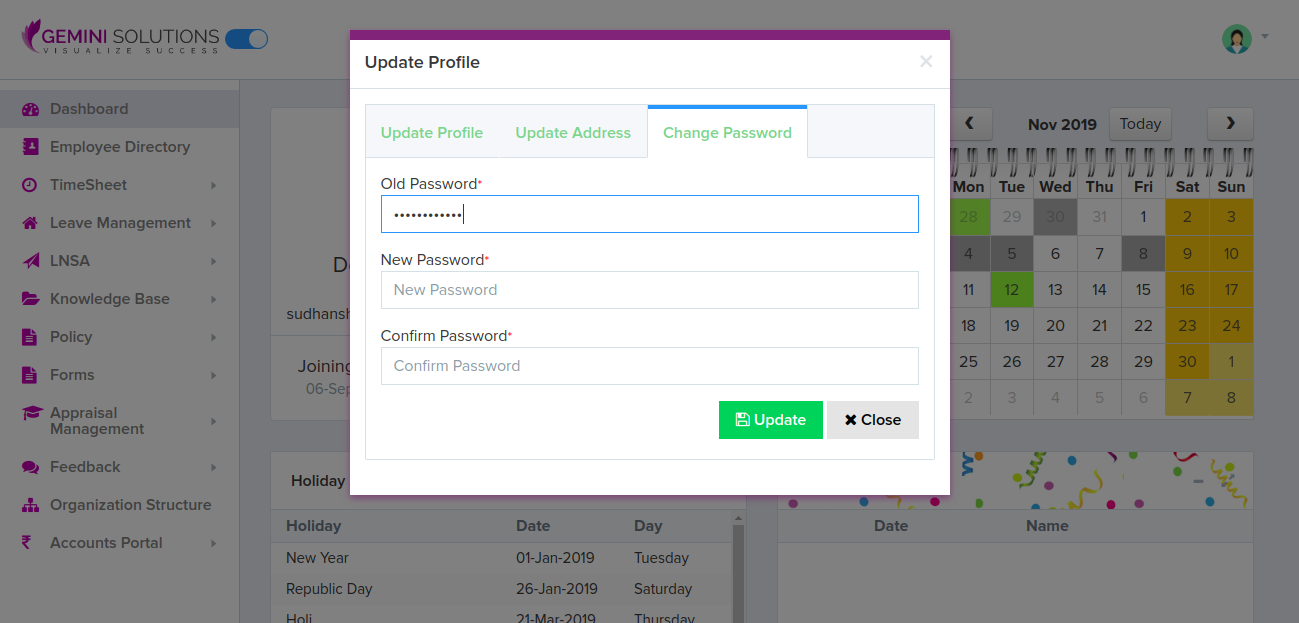 GEMINI SOLUTIONS
VISUALIZE SUCCESS
Dashboard
Employee Directory
TimeSheet
Leave Management
LNSA
Knowledge Base
Policy
Forms
Appraisal
Management
Feedback
Organization Structure
Accounts Portal
Update Profile
×
Update Profile Update Address Change Password
Old Password*
••••••••••••
New Password*
New Password
Confirm Password*
Confirm Password
Update Close
sudhansh
Joining
06-Sep
Nov 2019 Today
Mon Tue Wed Thu Fri Sat Sun
28 29 30 31 1 2 3
4 5 6 7 8 9 10
11 12 13 14 15 16 17
18 19 20 21 22 23 24
25 26 27 28 29 30 1
2 3 4 5 6 7 8
Holiday
Holiday Date Day
New Year 01-Jan-2019 Tuesday
Republic Day 26-Jan-2019 Saturday
Holi 21-Mar-2019 Thursday
Date Name